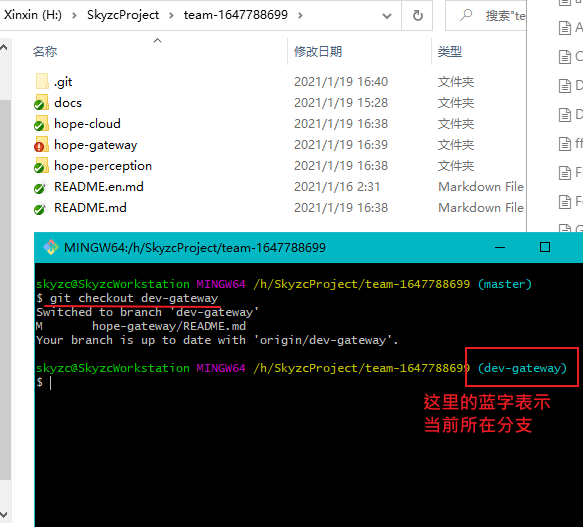 Xinxin (H:) > SkyzcProject > team-1647788699 >
搜索"te
名称 修改日期 类型
.git 2021/1/19 16:40 文件夹
docs 2021/1/19 15:28 文件夹
hope-cloud 2021/1/19 16:38 文件夹
hope-gateway 2021/1/19 16:39 文件夹
hope-perception 2021/1/19 16:38 文件夹
README.en.md 2021/1/16 2:31 Markdown File
README.md 2021/1/19 16:38 Markdown File
MINGW64:/h/SkyzcProject/team-1647788699
skyzc@SkyzcWorkstation MINGW64 /h/SkyzcProject/team-1647788699 (master)
$ git checkout dev-gateway
Switched to branch 'dev-gateway'
M hope-gateway/README.md
Your branch is up to date with 'origin/dev-gateway'.
skyzc@SkyzcWorkstation MINGW64 /h/SkyzcProject/team-1647788699 (dev-gateway)
$
这里的蓝字表示
当前所在分支